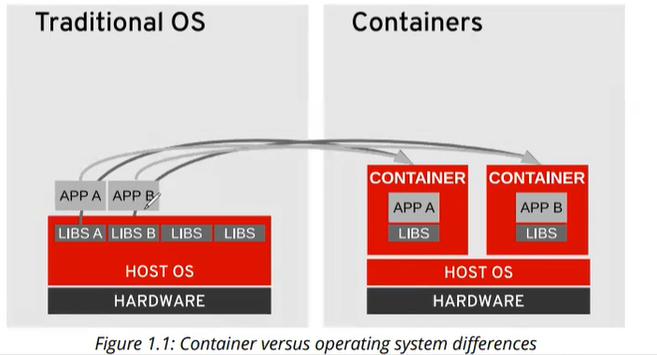 Traditional OS
Containers
APP A APP B
LIBS A LIBS B LIBS LIBS
HOST OS
HARDWARE
CONTAINER CONTAINER
APP A APP B
LIBS LIBS
HOST OS
HARDWARE
Figure 1.1: Container versus operating system differences